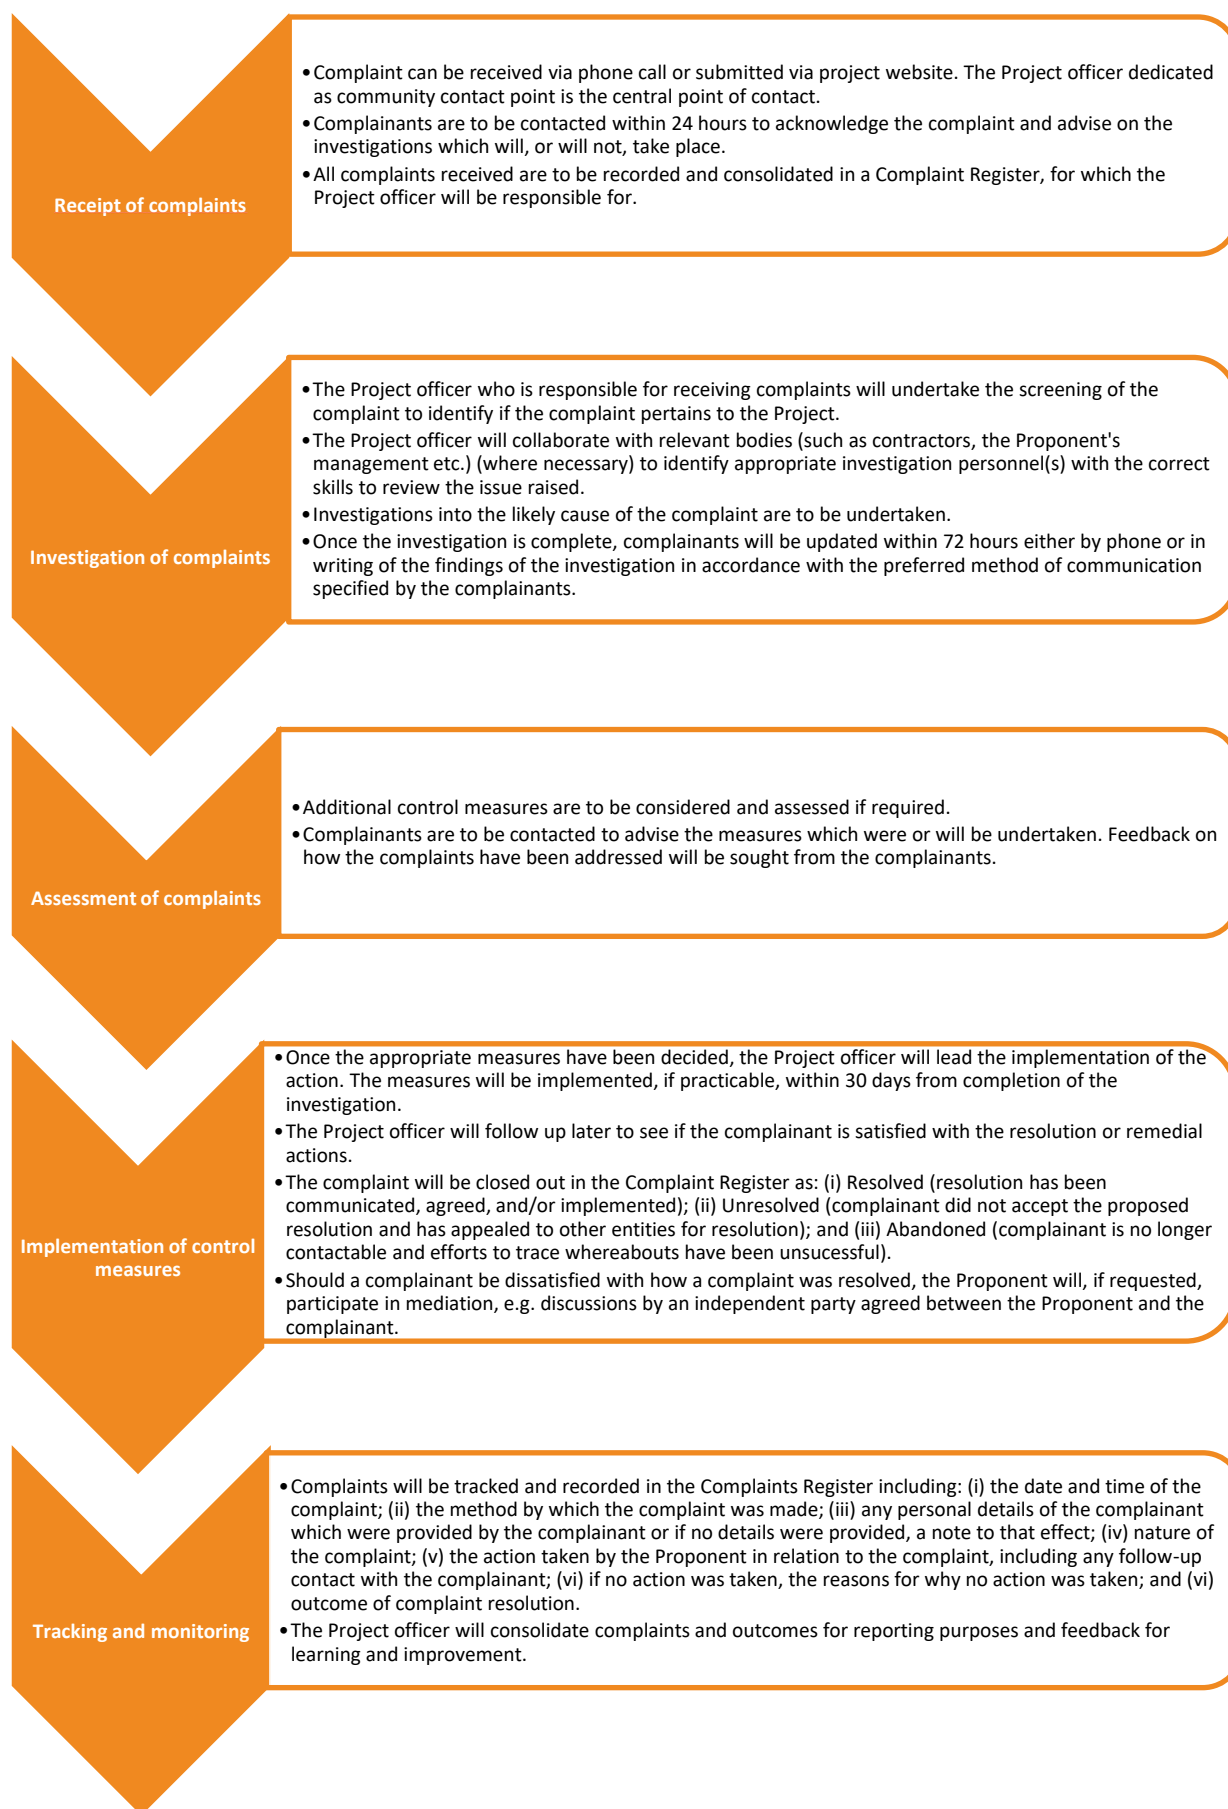 Receipt of complaints
•Complaint can be received via phone call or submitted via project website. The Project officer dedicated
as community contact point is the central point of contact.
•Complainants are to be contacted within 24 hours to acknowledge the complaint and advise on the
investigations which will, or will not, take place.
•All complaints received are to be recorded and consolidated in a Complaint Register, for which the
Project officer will be responsible for.
Investigation of complaints
•The Project officer who is responsible for receiving complaints will undertake the screening of the
complaint to identify if the complaint pertains to the Project.
•The Project officer will collaborate with relevant bodies (such as contractors, the Proponent's
management etc.) (where necessary) to identify appropriate investigation personnel(s) with the correct
skills to review the issue raised.
•Investigations into the likely cause of the complaint are to be undertaken.
•Once the investigation is complete, complainants will be updated within 72 hours either by phone or in
writing of the findings of the investigation in accordance with the preferred method of communication
specified by the complainants.
Assessment of complaints
•Additional control measures are to be considered and assessed if required.
•Complainants are to be contacted to advise the measures which were or will be undertaken. Feedback on
how the complaints have been addressed will be sought from the complainants.
Implementation of control
measures
•Once the appropriate measures have been decided, the Project officer will lead the implementation of the
action. The measures will be implemented, if practicable, within 30 days from completion of the
investigation.
•The Project officer will follow up later to see if the complainant is satisfied with the resolution or remedial
actions.
•The complaint will be closed out in the Complaint Register as: (i) Resolved (resolution has been
communicated, agreed, and/or implemented); (ii) Unresolved (complainant did not accept the proposed
resolution and has appealed to other entities for resolution); and (iii) Abandoned (complainant is no longer
contactable and efforts to trace whereabouts have been unsucessful).
•Should a complainant be dissatisfied with how a complaint was resolved, the Proponent will, if requested,
participate in mediation, e.g. discussions by an independent party agreed between the Proponent and the
complainant.
Tracking and monitoring
•Complaints will be tracked and recorded in the Complaints Register including: (i) the date and time of the
complaint; (ii) the method by which the complaint was made; (iii) any personal details of the complainant
which were provided by the complainant or if no details were provided, a note to that effect; (iv) nature of
the complaint; (v) the action taken by the Proponent in relation to the complaint, including any follow-up
contact with the complainant; (vi) if no action was taken, the reasons for why no action was taken; and (vi)
outcome of complaint resolution.
•The Project officer will consolidate complaints and outcomes for reporting purposes and feedback for
learning and improvement.